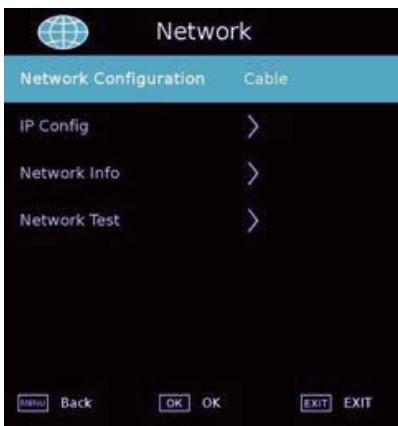 Network
Network Configuration Cable
IP Config
Network Info
Network Test
MENU Back OK OK EXIT EXIT